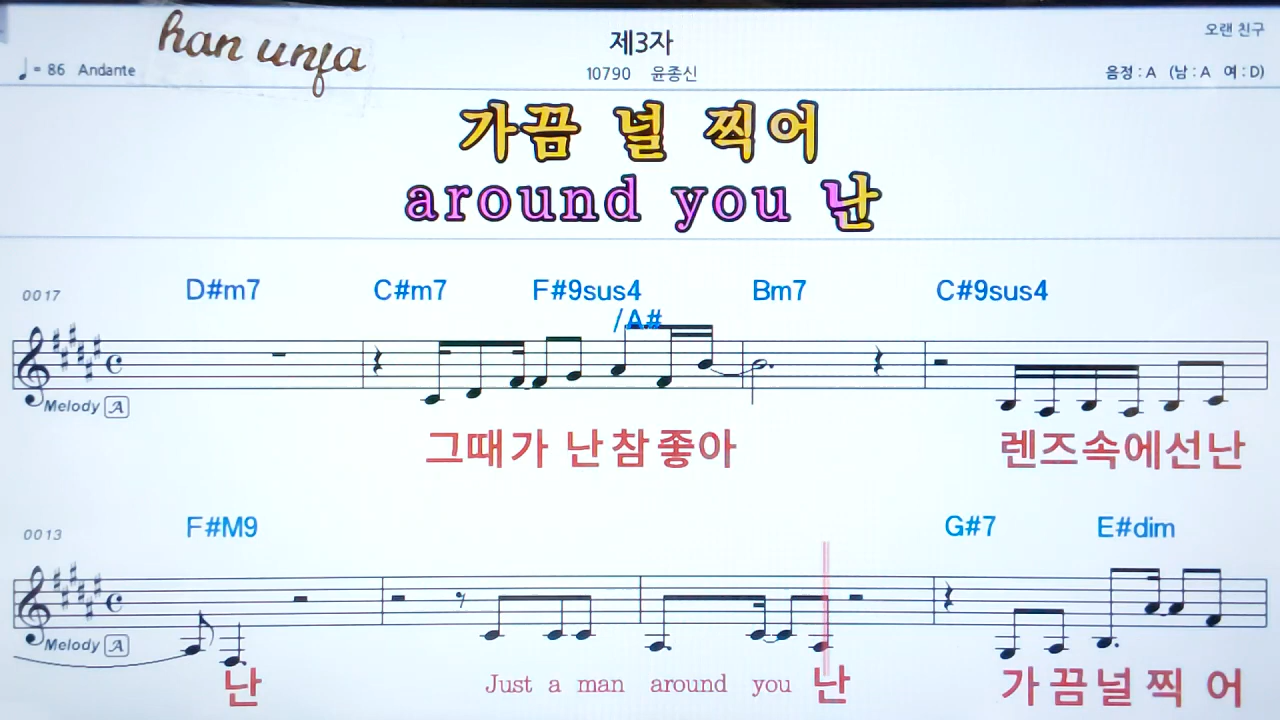 han unja
제3자
오랜 친구
♩= 86 Andante
10790 윤종신
음정 : A (남 : A 여 : D)
가끔 널 찍어
around you 난
0017
D#m7 C#m7 F#9sus4 Bm7 C#9sus4
/A#
Melody A
그때가 난 참 좋아 렌즈속에선난
0013
F#M9 G#7 E#dim
Melody A
난 Just a man around you 난 가끔널 찍 어